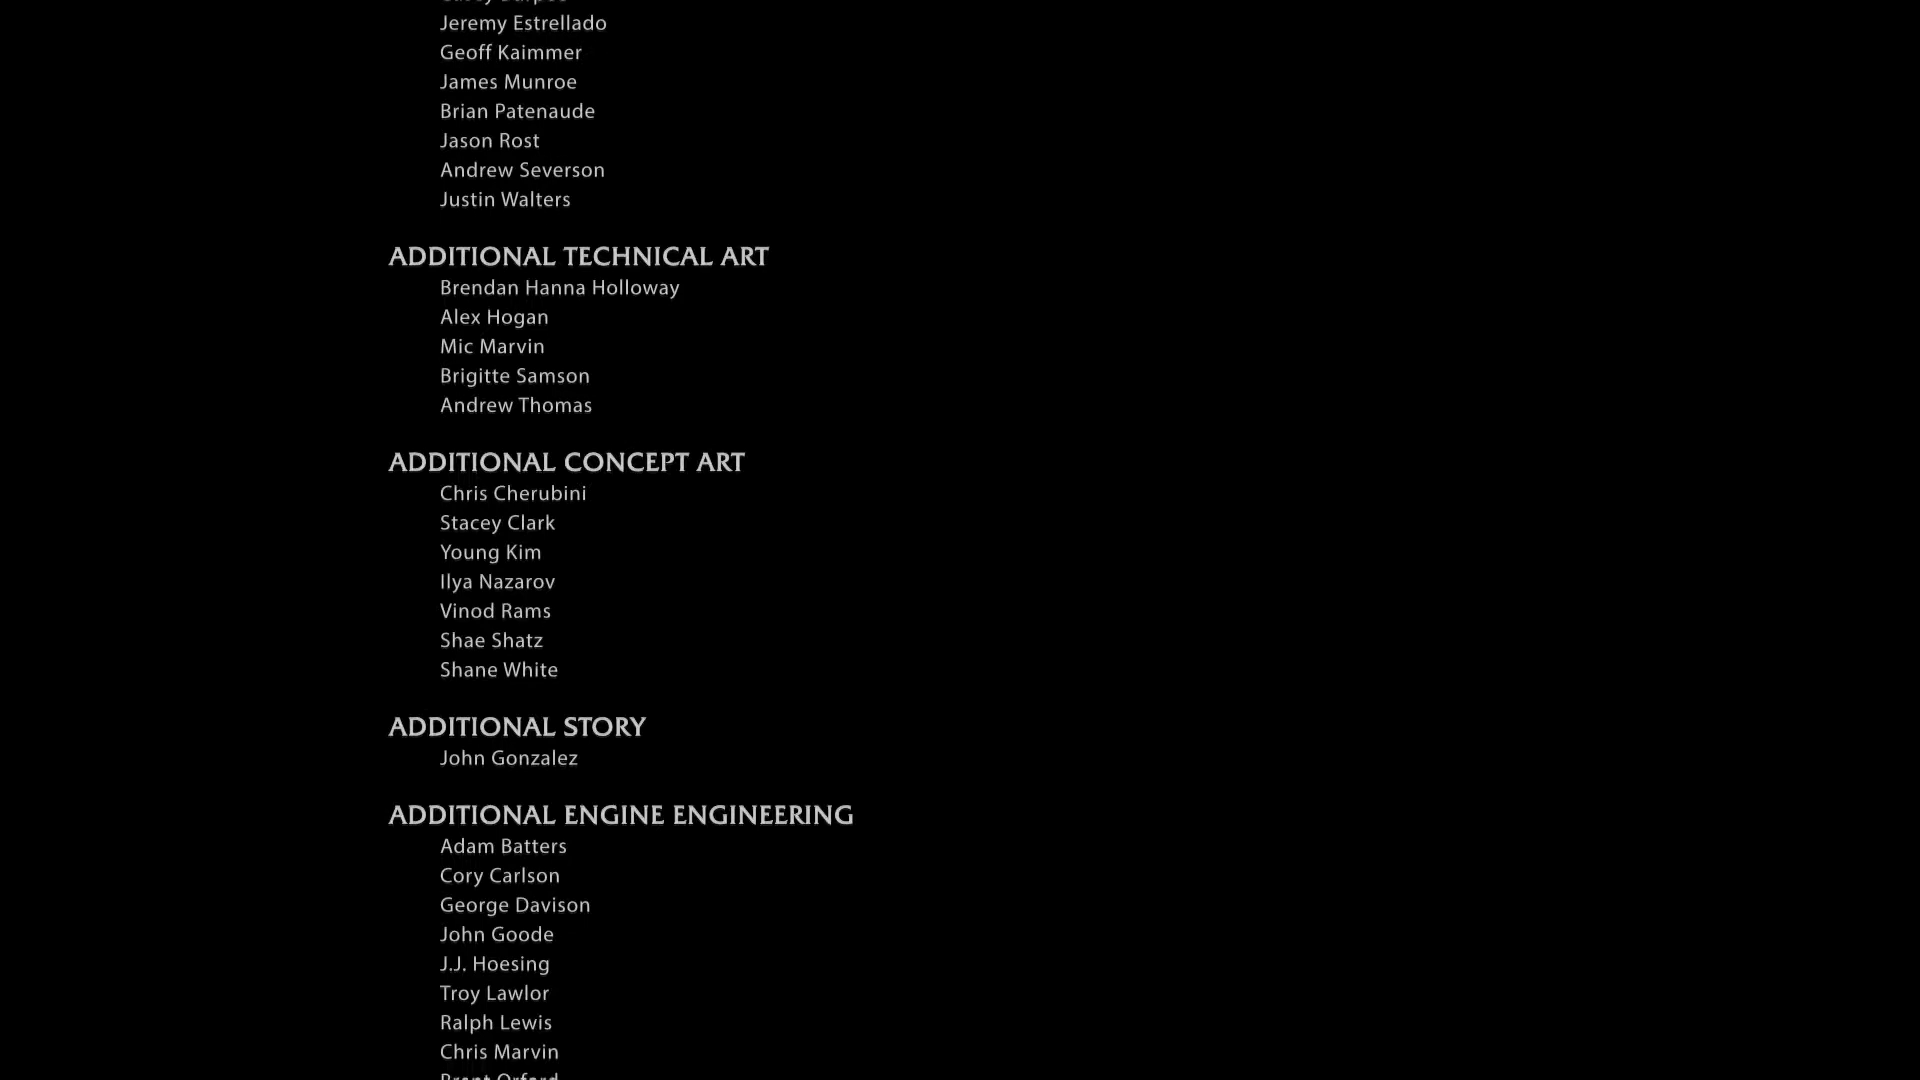 Jeremy Estrellado
Geoff Kaimmer
James Munroe
Brian Patenaude
Jason Rost
Andrew Severson
Justin Walters
ADDITIONAL TECHNICAL ART
Brendan Hanna Holloway
Alex Hogan
Mic Marvin
Brigitte Samson
Andrew Thomas
ADDITIONAL CONCEPT ART
Chris Cherubini
Stacey Clark
Young Kim
Ilya Nazarov
Vinod Rams
Shae Shatz
Shane White
ADDITIONAL STORY
John Gonzalez
ADDITIONAL ENGINE ENGINEERING
Adam Batters
Cory Carlson
George Davison
John Goode
J.J. Hoesing
Troy Lawlor
Ralph Lewis
Chris Marvin